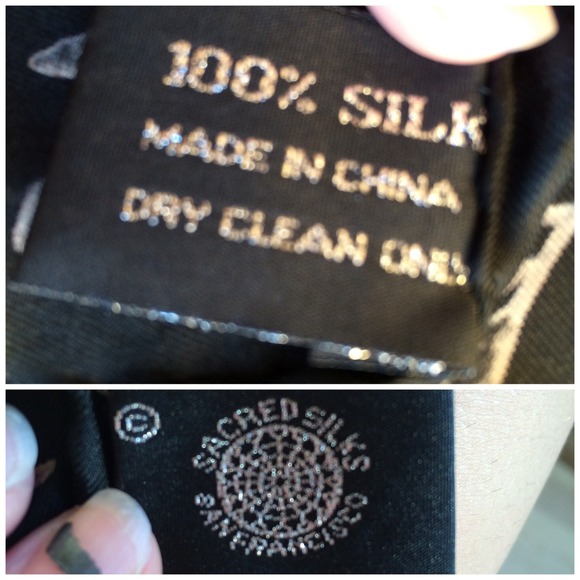 100% SILK
MADE IN CHINA
DRY CLEAN ONLY
©
SACRED SILKS
SAN FRANCISCO